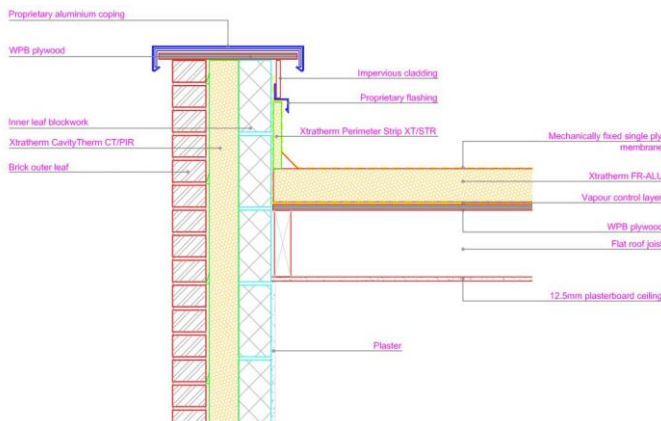 Proprietary aluminium coping
WPB plywood
Inner leaf blockwork
Xtratherm CavityTherm CT/PIR
Brick outer leaf
Impervious cladding
Proprietary flashing
Xtratherm Perimeter Strip XT/STR
Mechanically fixed single ply
membrane
Xtratherm FR-ALU
Vapour control layer
WPB plywood
Flat roof joist
12.5mm plasterboard ceiling
Plaster